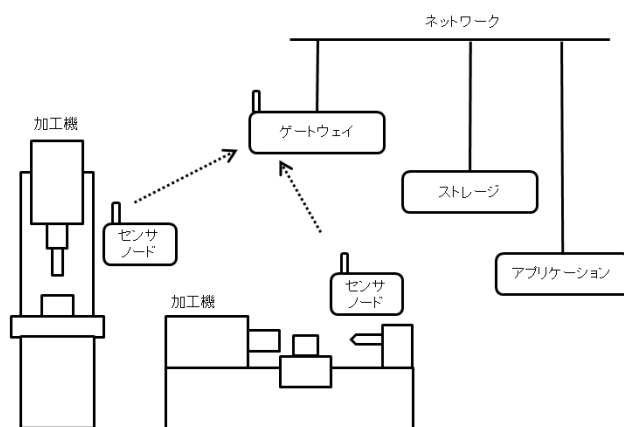 ネットワーク
加工機
ゲートウェイ
ストレージ
センサ
ノード
センサ
ノード
アプリケーション
加工機